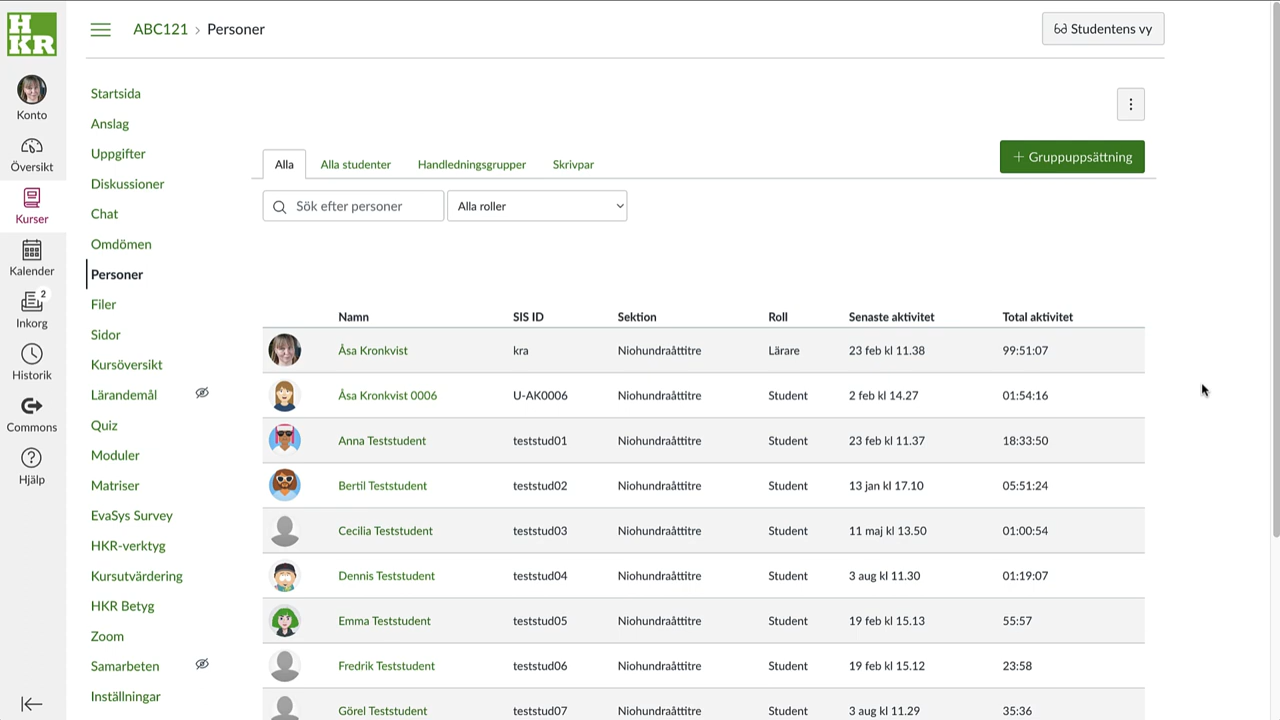 HKR
ABC121 › Personer
Studentens vy
Konto
Översikt
Kurser
Kalender
2
Inkorg
Historik
Commons
Hjälp
Startsida
Anslag
Uppgifter
Diskussioner
Chat
Omdömen
Personer
Filer
Sidor
Kursöversikt
Lärandemål
Quiz
Moduler
Matriser
EvaSys Survey
HKR-verktyg
Kursutvärdering
HKR Betyg
Zoom
Samarbeten
Inställningar
Alla Alla studenter Handledningsgrupper Skrivpar
+ Gruppuppsättning
Sök efter personer Alla roller
Namn SIS ID Sektion Roll Senaste aktivitet Total aktivitet
Åsa Kronkvist kra Niohundraåttitre Lärare 23 feb kl 11.38 99:51:07
Åsa Kronkvist 0006 U-AK0006 Niohundraåttitre Student 2 feb kl 14.27 01:54:16
Anna Teststudent teststud01 Niohundraåttitre Student 23 feb kl 11.37 18:33:50
Bertil Teststudent teststud02 Niohundraåttitre Student 13 jan kl 17.10 05:51:24
Cecilia Teststudent teststud03 Niohundraåttitre Student 11 maj kl 13.50 01:00:54
Dennis Teststudent teststud04 Niohundraåttitre Student 3 aug kl 11.30 01:19:07
Emma Teststudent teststud05 Niohundraåttitre Student 19 feb kl 15.13 55:57
Fredrik Teststudent teststud06 Niohundraåttitre Student 19 feb kl 15.12 23:58
Görel Teststudent teststud07 Niohundraåttitre Student 3 aug kl 11.29 35:36